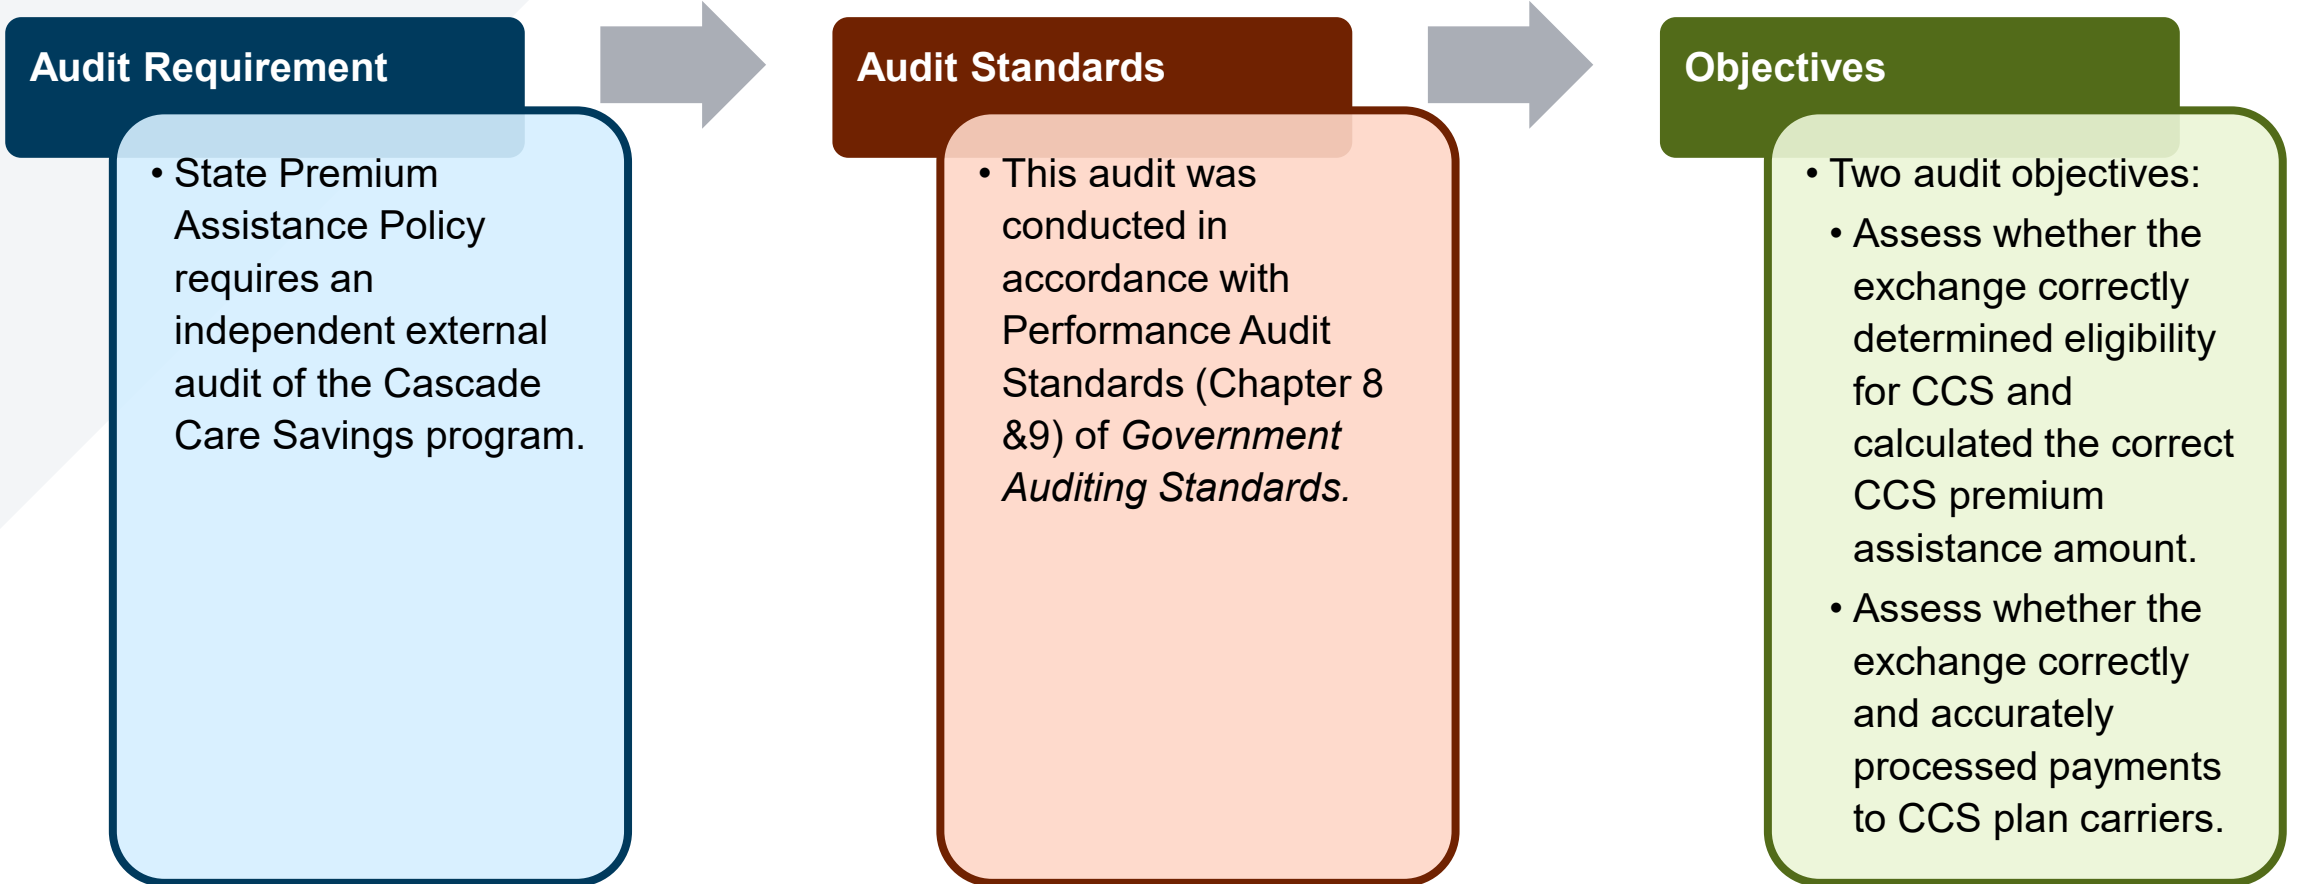 Audit Requirement
• State Premium
Assistance Policy
requires an
independent external
audit of the Cascade
Care Savings program.
Audit Standards
• This audit was
conducted in
accordance with
Performance Audit
Standards (Chapter 8
&9) of Government
Auditing Standards.
Objectives
• Two audit objectives:
• Assess whether the
exchange correctly
determined eligibility
for CCS and
calculated the correct
CCS premium
assistance amount.
• Assess whether the
exchange correctly
and accurately
processed payments
to CCS plan carriers.